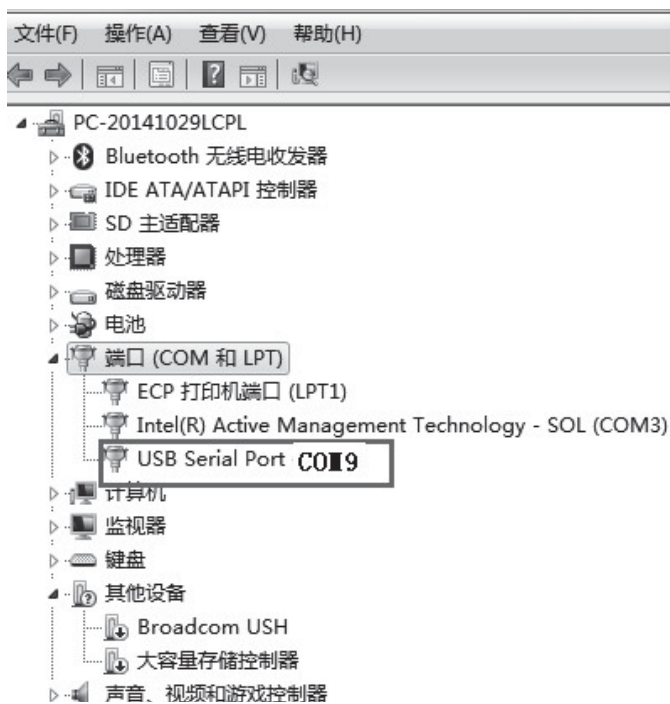 文件(F) 操作(A) 查看(V) 帮助(H)
PC-20141029LCPL
Bluetooth 无线电收发器
IDE ATA/ATAPI 控制器
SD 主适配器
处理器
磁盘驱动器
电池
端口 (COM 和 LPT)
ECP 打印机端口 (LPT1)
Intel(R) Active Management Technology - SOL (COM3)
USB Serial Port COM9
计算机
监视器
键盘
其他设备
Broadcom USH
大容量存储控制器
声音、视频和游戏控制器